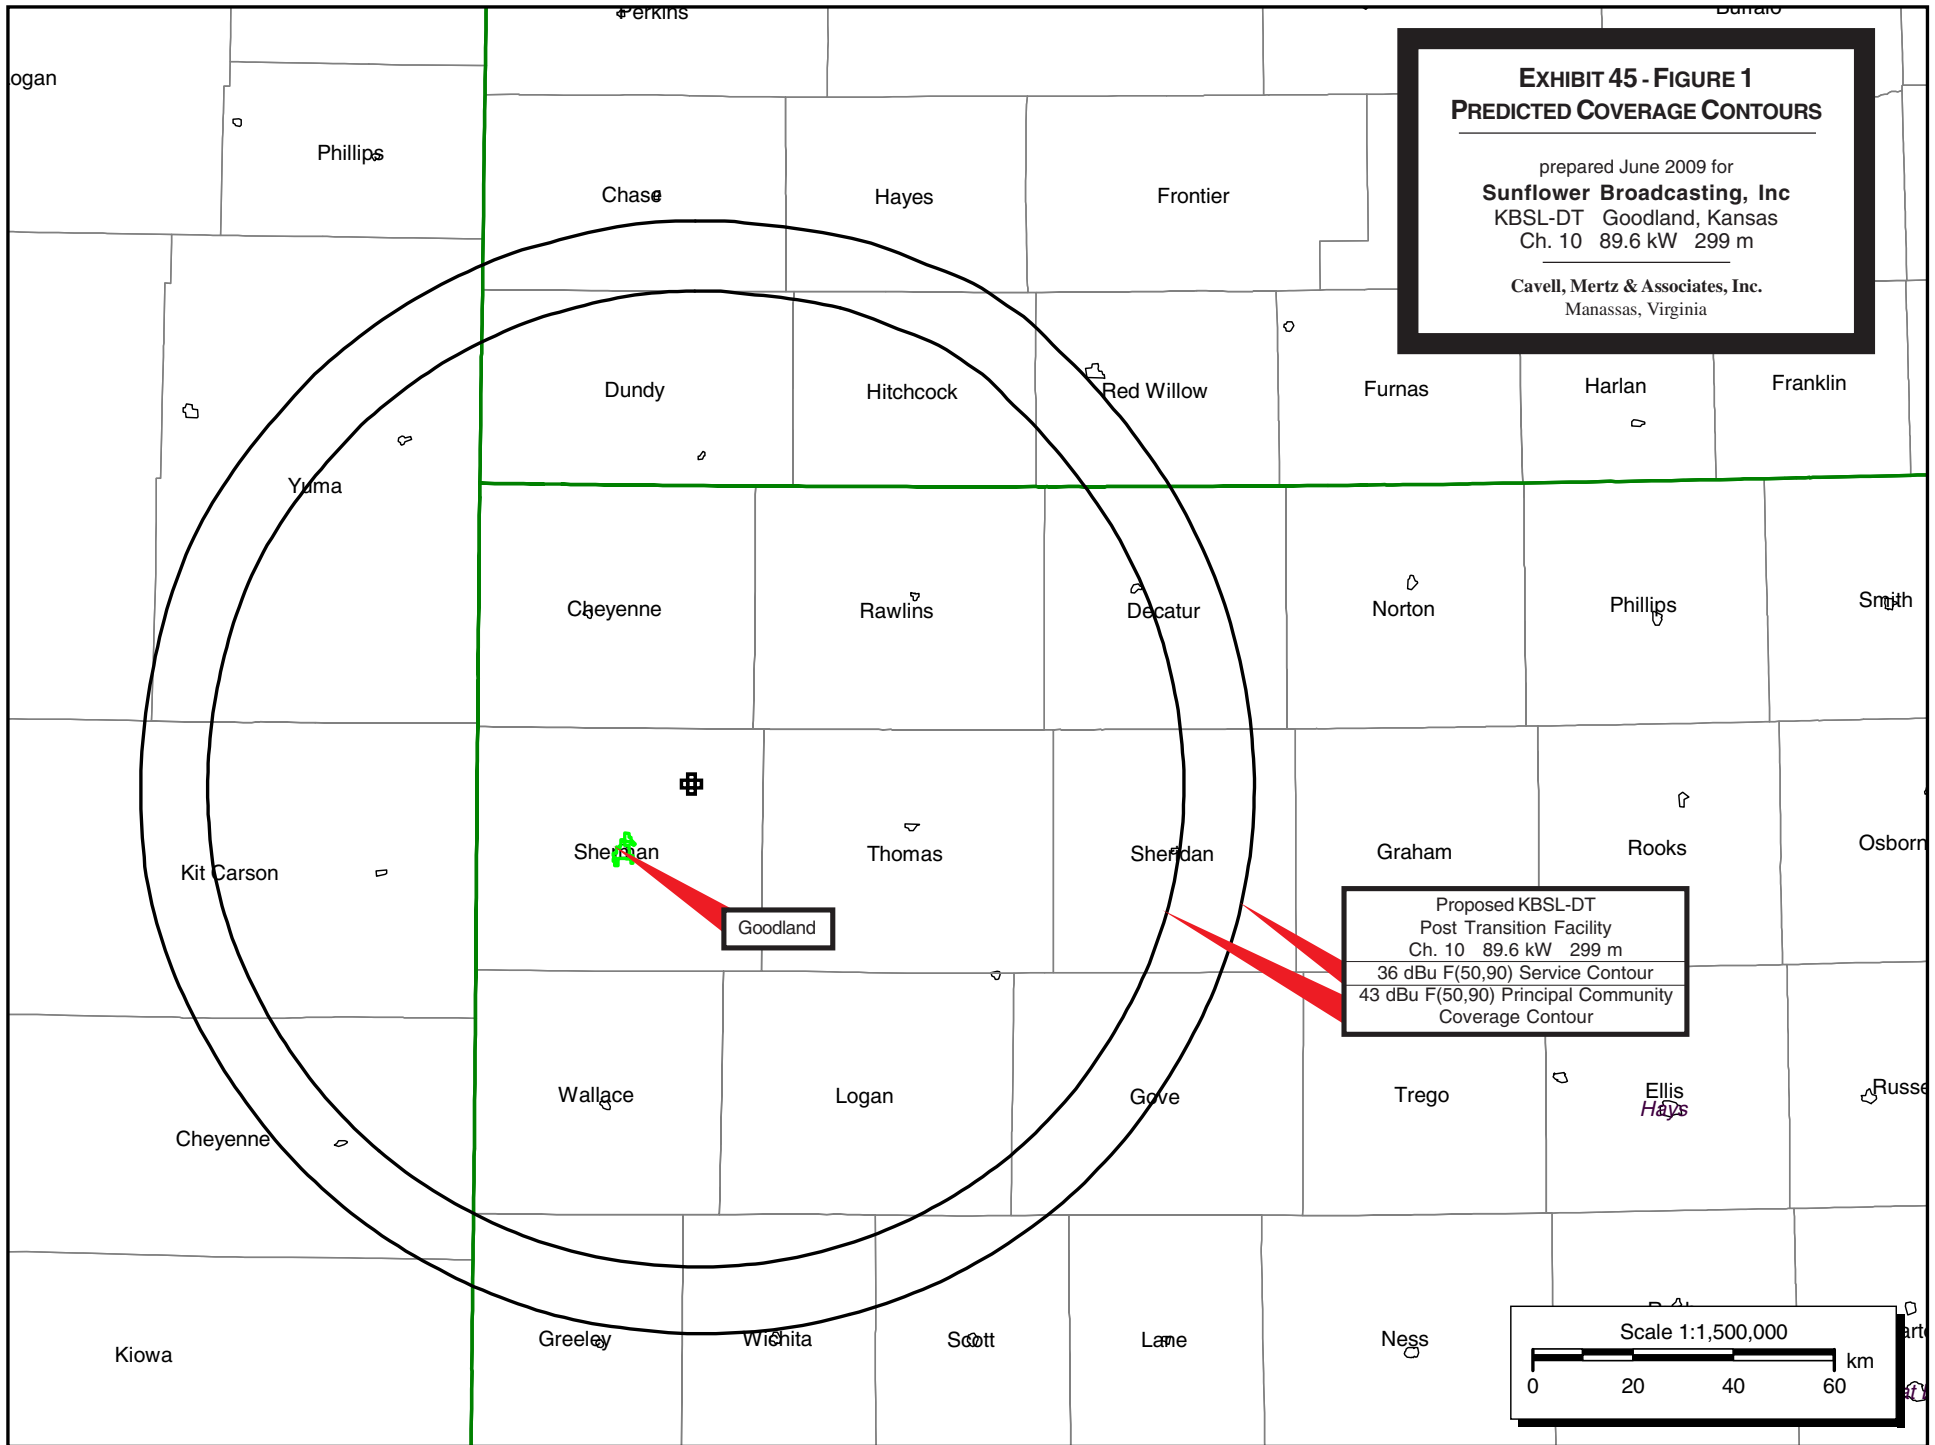 Perkins
Buffalo
ogan
EXHIBIT 45 - FIGURE 1
PREDICTED COVERAGE CONTOURS
prepared June 2009 for
Sunflower Broadcasting, Inc
KBSL-DT Goodland, Kansas
Ch. 10 89.6 kW 299 m
Cavell, Mertz & Associates, Inc.
Manassas, Virginia
Phillips
Chase
Hayes
Frontier
Dundy
Hitchcock
Red Willow
Furnas
Harlan
Franklin
Yuma
Cheyenne
Rawlins
Decatur
Norton
Phillips
Smith
Sherman
Thomas
Sheridan
Graham
Rooks
Osborn
Kit Carson
Goodland
Proposed KBSL-DT
Post Transition Facility
Ch. 10 89.6 kW 299 m
36 dBu F(50,90) Service Contour
43 dBu F(50,90) Principal Community
Coverage Contour
Wallace
Logan
Gove
Trego
Ellis
Hays
Russe
Cheyenne
Greeley
Wichita
Scott
Lane
Ness
Kiowa
Scale 1:1,500,000
km
0 20 40 60